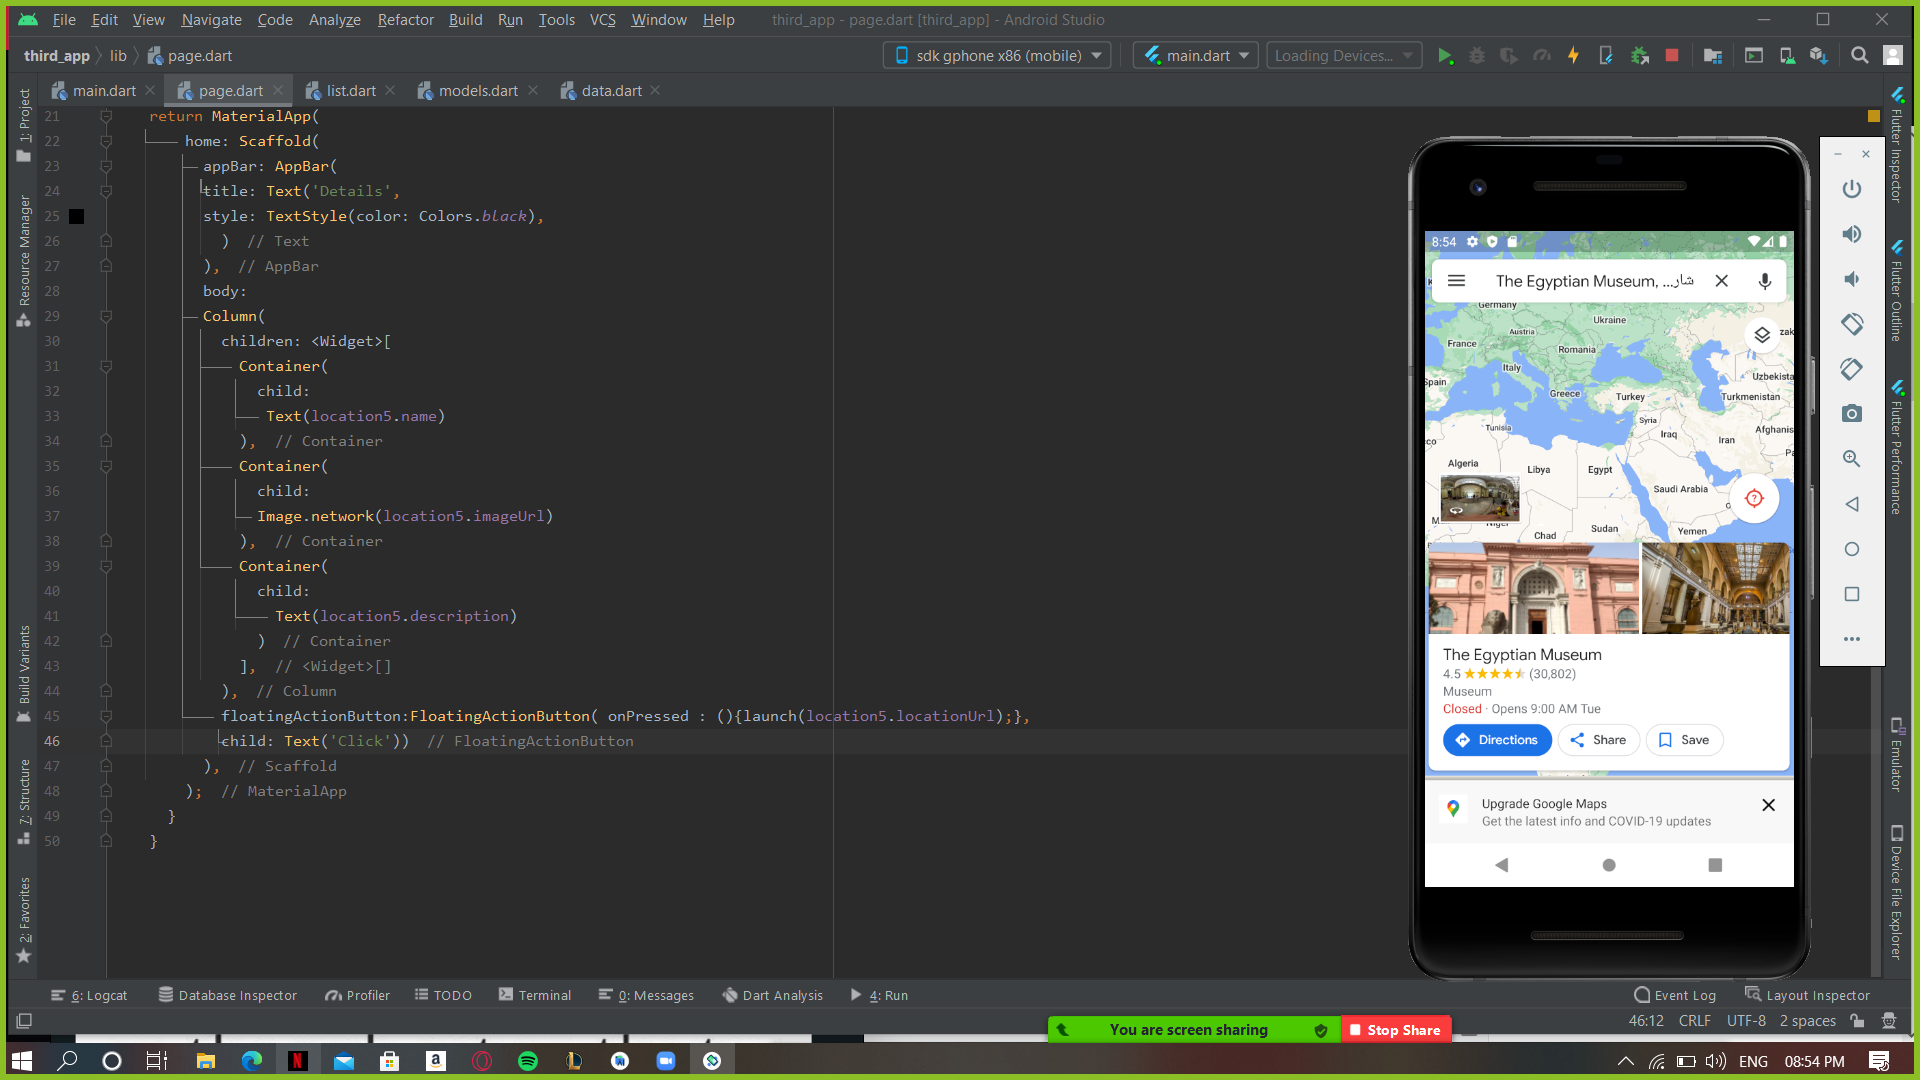 File Edit View Navigate Code Analyze Refactor Build Run Tools VCS Window Help third_app - page.dart [third_app] - Android Studio
third_app lib page.dart sdk gphone x86 (mobile) main.dart Loading Devices...
main.dart page.dart list.dart models.dart data.dart
21 return MaterialApp(
22 home: Scaffold(
23 appBar: AppBar(
24 title: Text('Details',
25 style: TextStyle(color: Colors.black),
26 ) // Text
27 ), // AppBar
28 body:
29 Column(
30 children: <Widget>[
31 Container(
32 child:
33 Text(location5.name)
34 ), // Container
35 Container(
36 child:
37 Image.network(location5.imageUrl)
38 ), // Container
39 Container(
40 child:
41 Text(location5.description)
42 ) // Container
43 ], // <Widget>[]
44 ), // Column
45 floatingActionButton:FloatingActionButton( onPressed : (){launch(location5.locationUrl);},
46 child: Text('Click')) // FloatingActionButton
47 ), // Scaffold
48 ); // MaterialApp
49 }
50 }
1: Project
Resource Manager
Build Variants
7: Structure
2: Favorites
8:54
The Egyptian Museum, ...شار
Germany
Ukraine
Austria
France
Romania
Italy
Uzbekista
Spain
Greece
Turkey
Turkmenistan
Syria
Tunisia
Iraq
Iran
Afghanis
Algeria
Libya
Egypt
Saudi Arabia
Niger
Sudan
Chad
Yemen
The Egyptian Museum
4.5 (30,802)
Museum
Closed · Opens 9:00 AM Tue
Directions Share Save
Upgrade Google Maps
Get the latest info and COVID-19 updates
Flutter Inspector
Flutter Outline
Flutter Performance
Emulator
Device File Explorer
6: Logcat Database Inspector Profiler TODO Terminal 0: Messages Dart Analysis 4: Run Event Log Layout Inspector
46:12 CRLF UTF-8 2 spaces
You are screen sharing Stop Share
ENG 08:54 PM